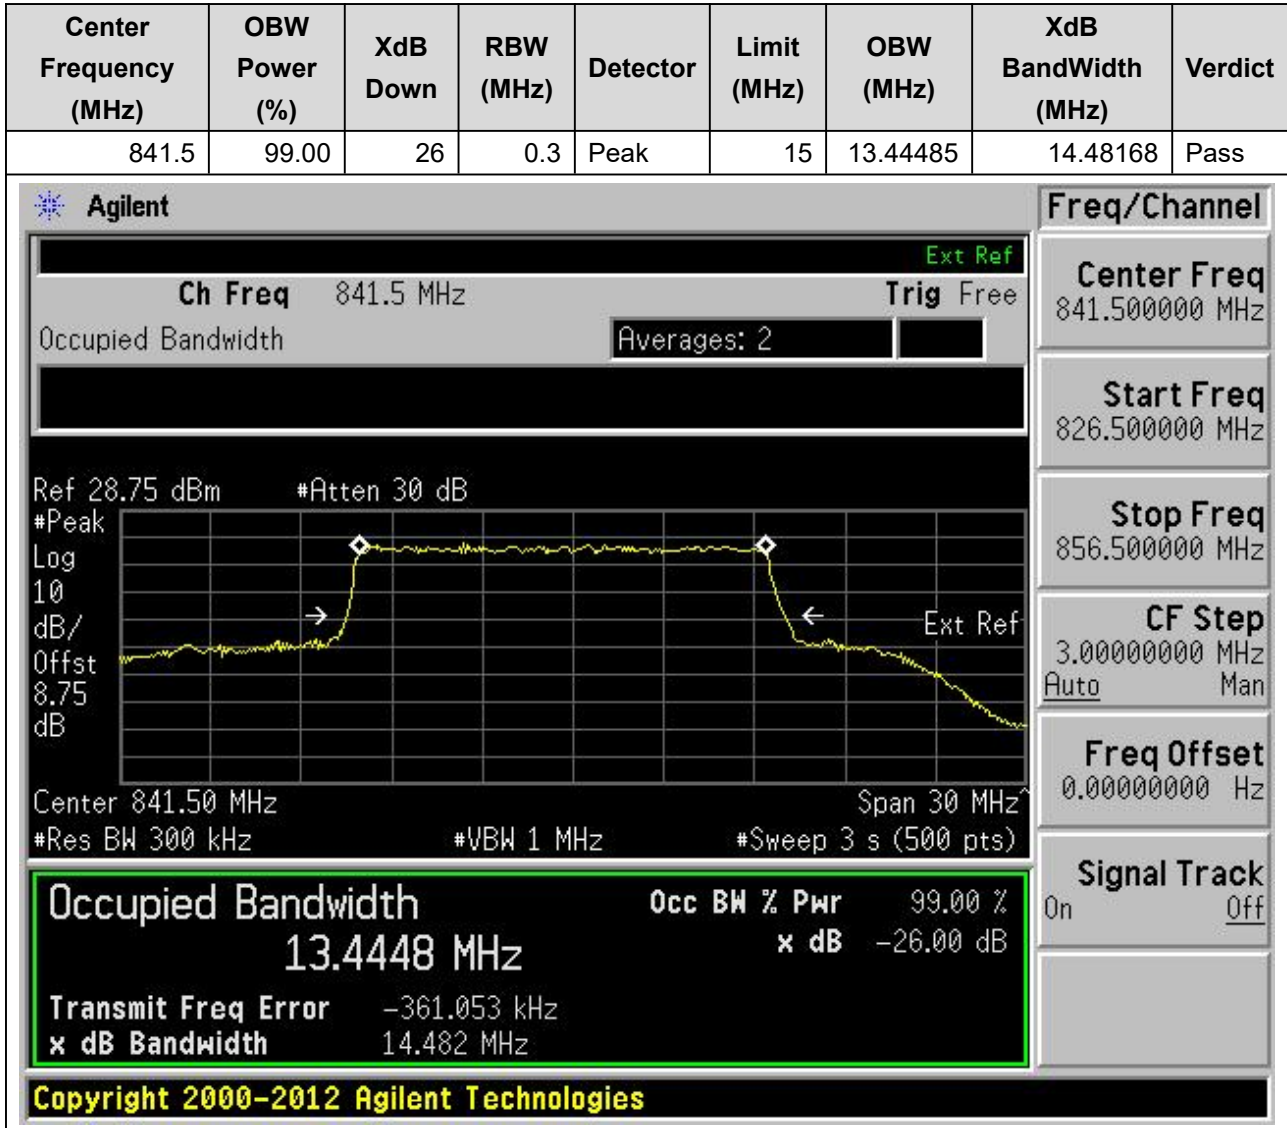 Center Frequency (MHz) OBW Power (%) XdB Down RBW (MHz) Detector Limit (MHz) OBW (MHz) XdB BandWidth (MHz) Verdict
841.5 99.00 26 0.3 Peak 15 13.44485 14.48168 Pass
Agilent
Ext Ref
Ch Freq 841.5 MHz Trig Free
Occupied Bandwidth Averages: 2
Ref 28.75 dBm #Atten 30 dB
#Peak
Log
10
dB/
Offst
8.75
dB
Ext Ref
Center 841.50 MHz Span 30 MHz^
#Res BW 300 kHz #VBW 1 MHz #Sweep 3 s (500 pts)
Occupied Bandwidth Occ BW % Pwr 99.00 %
13.4448 MHz x dB -26.00 dB
Transmit Freq Error -361.053 kHz
x dB Bandwidth 14.482 MHz
Copyright 2000-2012 Agilent Technologies
Freq/Channel
Center Freq
841.500000 MHz
Start Freq
826.500000 MHz
Stop Freq
856.500000 MHz
CF Step
3.00000000 MHz
Auto Man
Freq Offset
0.00000000 Hz
Signal Track
On Off